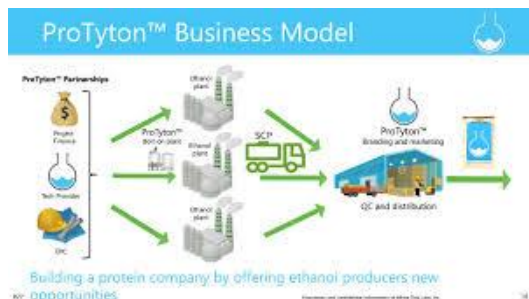 ProTyton™ Business Model
ProTyton™ Partnerships
Project
Finance
Tech Provider
EPC
ProTyton™
Bolt-on plant
Ethanol
plant
Ethanol
plant
Ethanol
plant
SCP
ProTyton™
Branding and marketing
QC and distribution
Building a protein company by offering ethanol producers new
opportunities